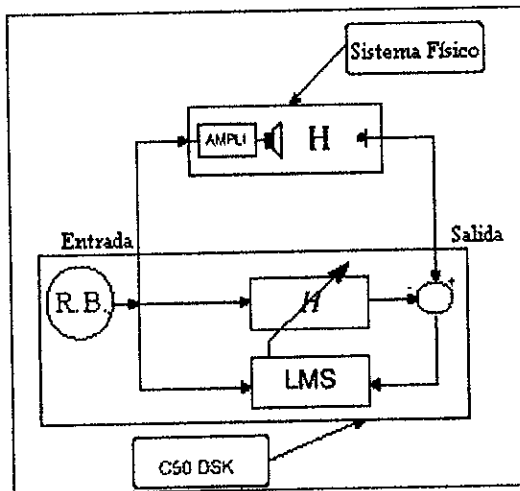 Sistema Físico
AMPLI
H
Entrada
Salida
R.B.
H
-
+
LMS
C50 DSK